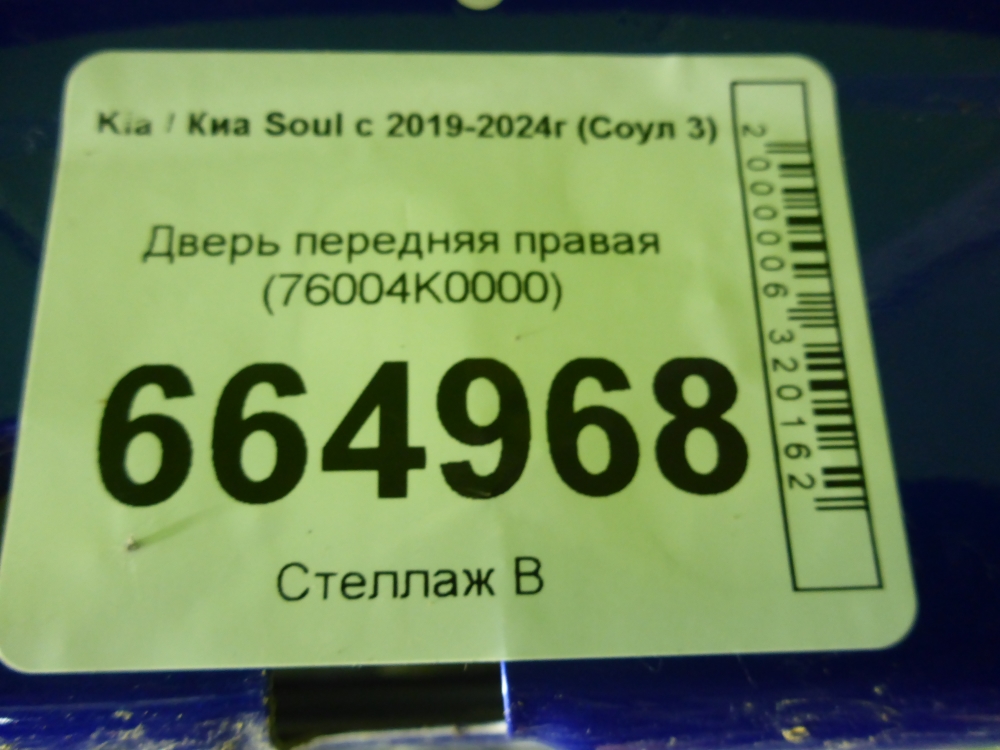 Kia / Киа Soul с 2019-2024г (Соул 3)
Дверь передняя правая
(76004K0000)
664968
Стеллаж В
2000006320162